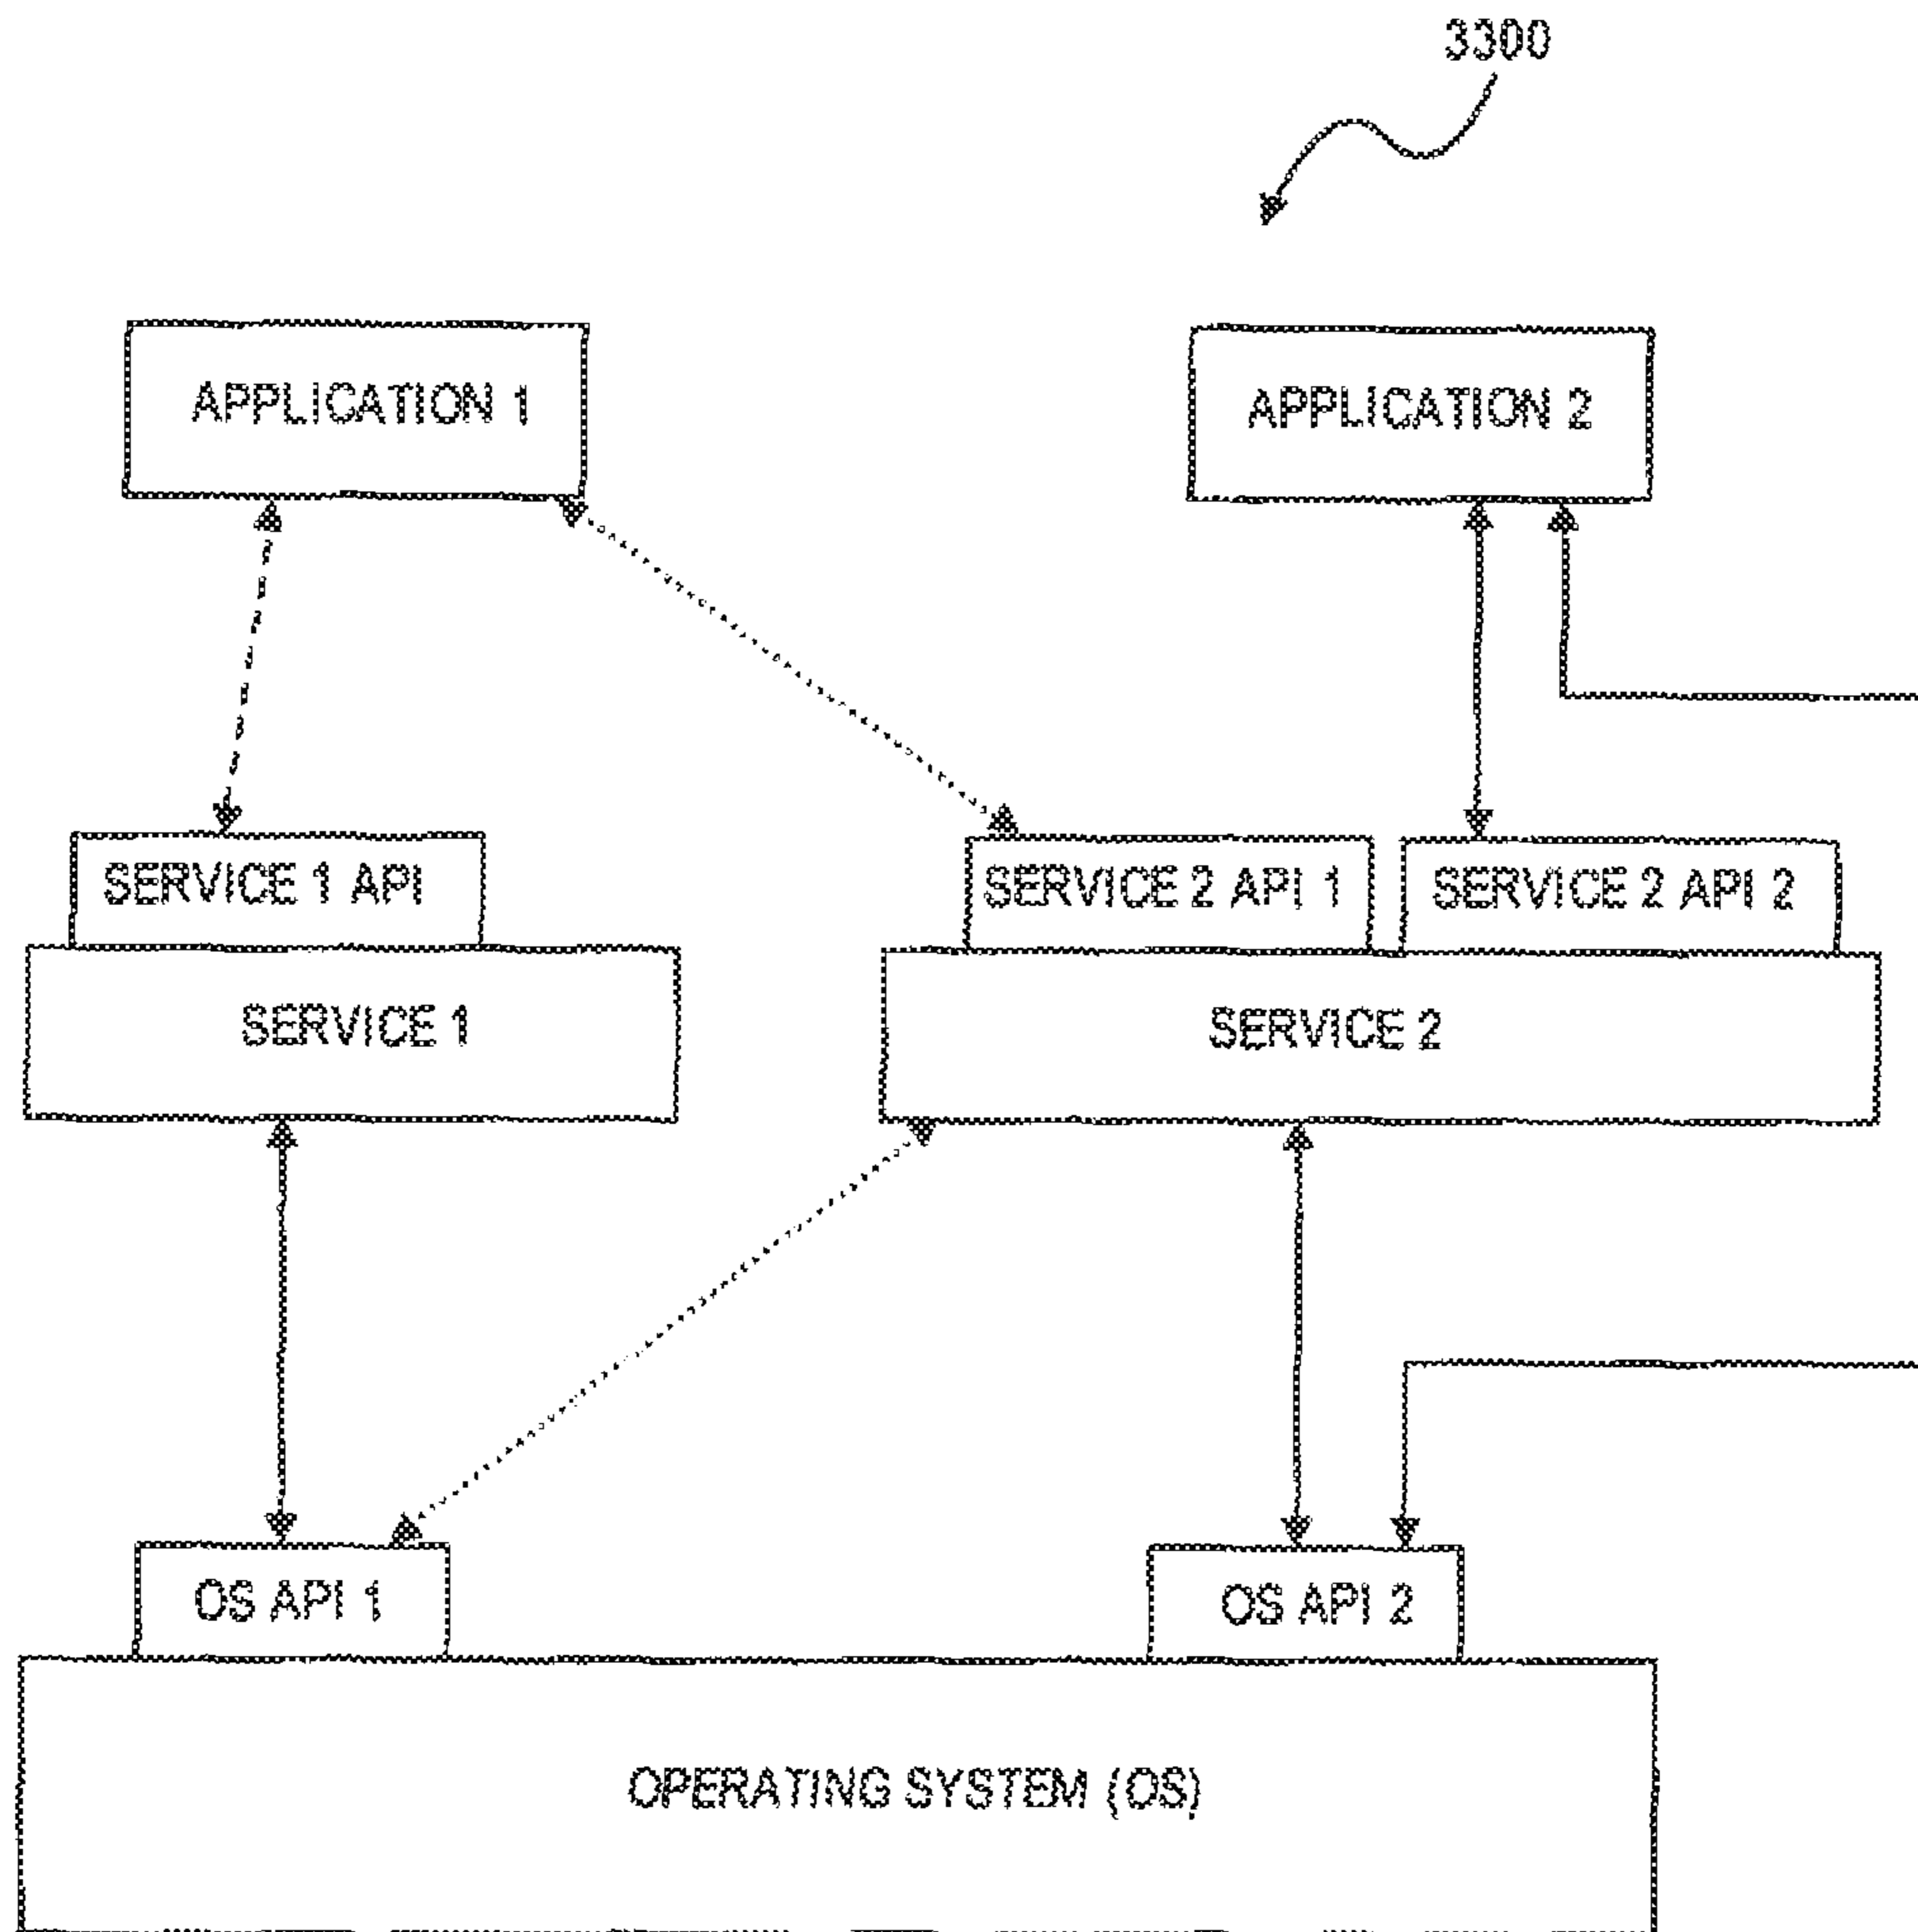 3300
APPLICATION 1
APPLICATION 2
SERVICE 1 API
SERVICE 2 API 1
SERVICE 2 API 2
SERVICE 1
SERVICE 2
OS API 1
OS API 2
OPERATING SYSTEM (OS)